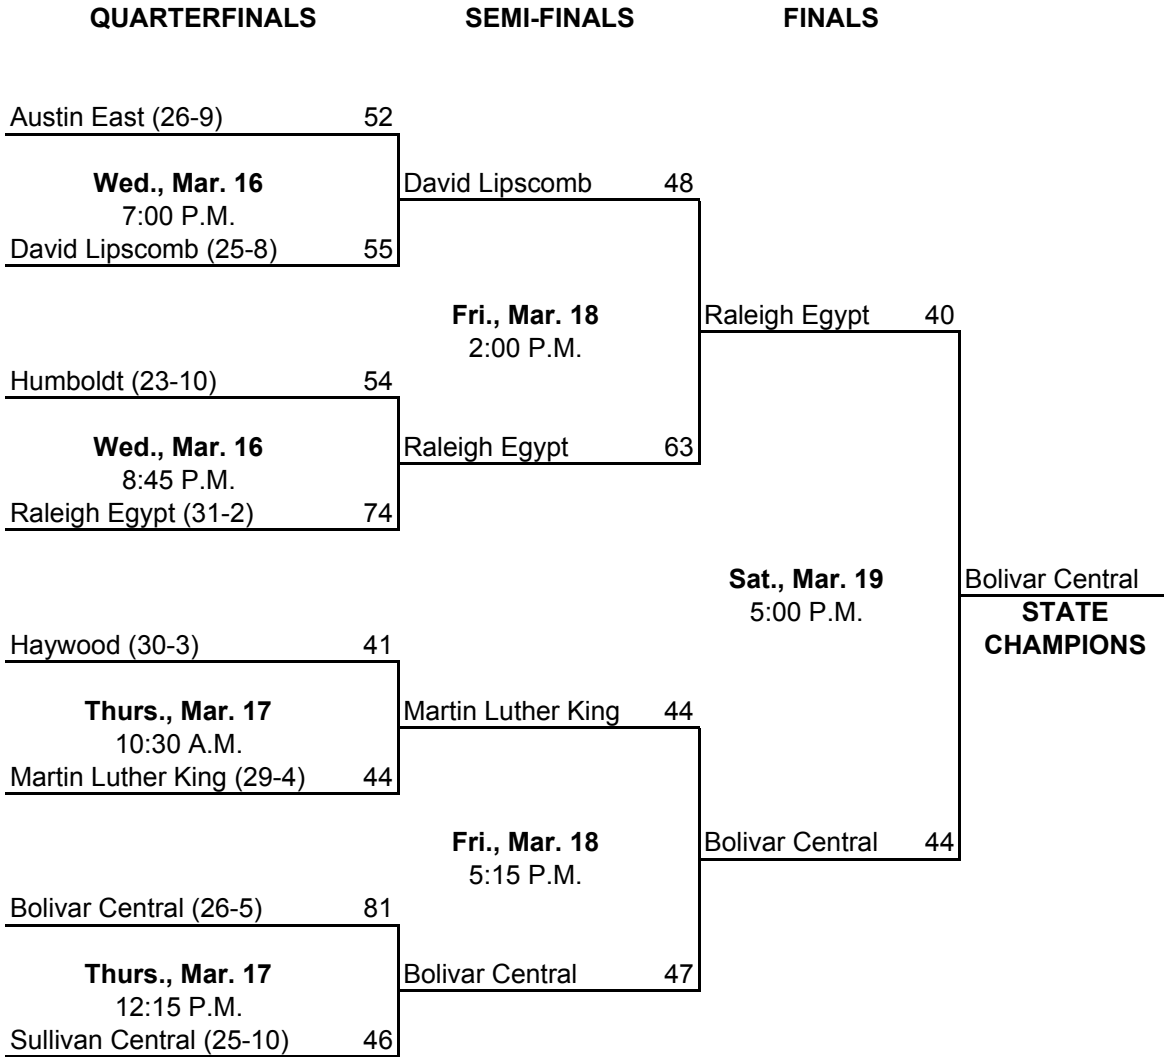 QUARTERFINALS SEMI-FINALS FINALS
Austin East (26-9) 52
Wed., Mar. 16 David Lipscomb 48
7:00 P.M.
David Lipscomb (25-8) 55
Fri., Mar. 18 Raleigh Egypt 40
2:00 P.M.
Humboldt (23-10) 54
Wed., Mar. 16 Raleigh Egypt 63
8:45 P.M.
Raleigh Egypt (31-2) 74
Sat., Mar. 19 Bolivar Central
5:00 P.M. STATE
Haywood (30-3) 41 CHAMPIONS
Thurs., Mar. 17 Martin Luther King 44
10:30 A.M.
Martin Luther King (29-4) 44
Fri., Mar. 18 Bolivar Central 44
5:15 P.M.
Bolivar Central (26-5) 81
Thurs., Mar. 17 Bolivar Central 47
12:15 P.M.
Sullivan Central (25-10) 46